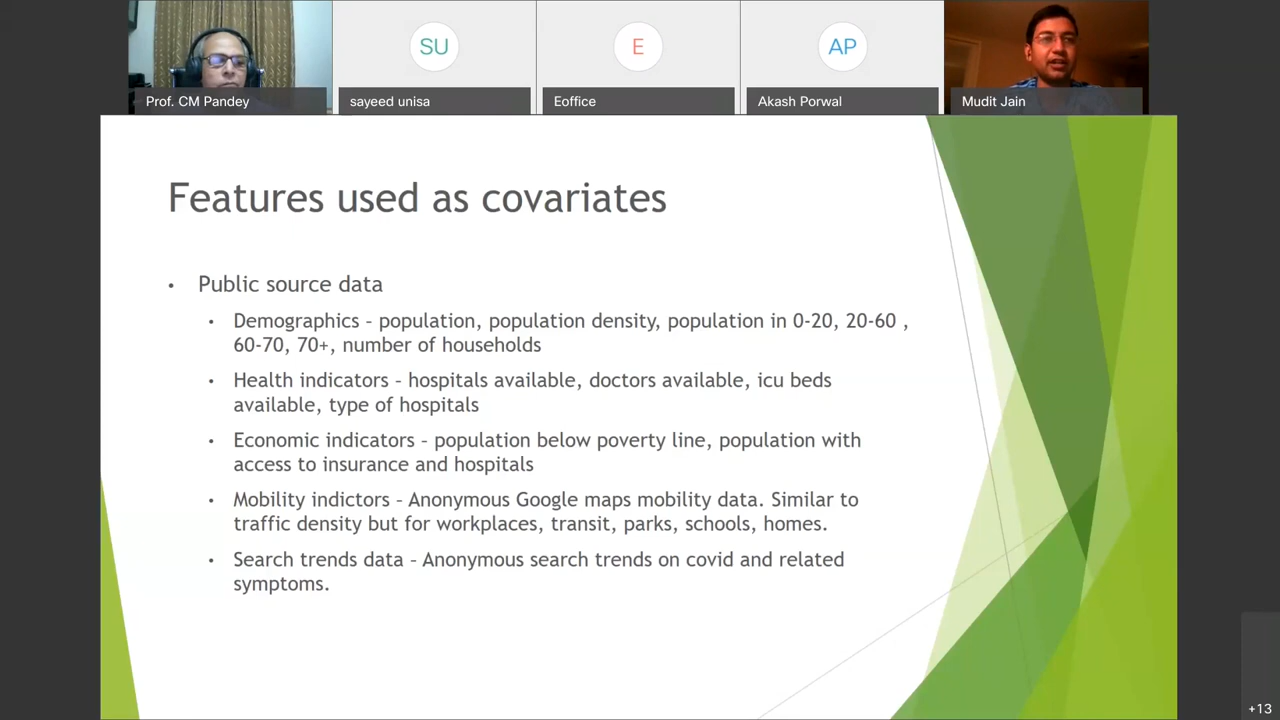 SU
E
AP
Prof. CM Pandey
sayeed unisa
Eoffice
Akash Porwal
Mudit Jain
Features used as covariates
• Public source data
• Demographics – population, population density, population in 0-20, 20-60 ,
60-70, 70+, number of households
• Health indicators – hospitals available, doctors available, icu beds
available, type of hospitals
• Economic indicators – population below poverty line, population with
access to insurance and hospitals
• Mobility indictors – Anonymous Google maps mobility data. Similar to
traffic density but for workplaces, transit, parks, schools, homes.
• Search trends data – Anonymous search trends on covid and related
symptoms.
+13